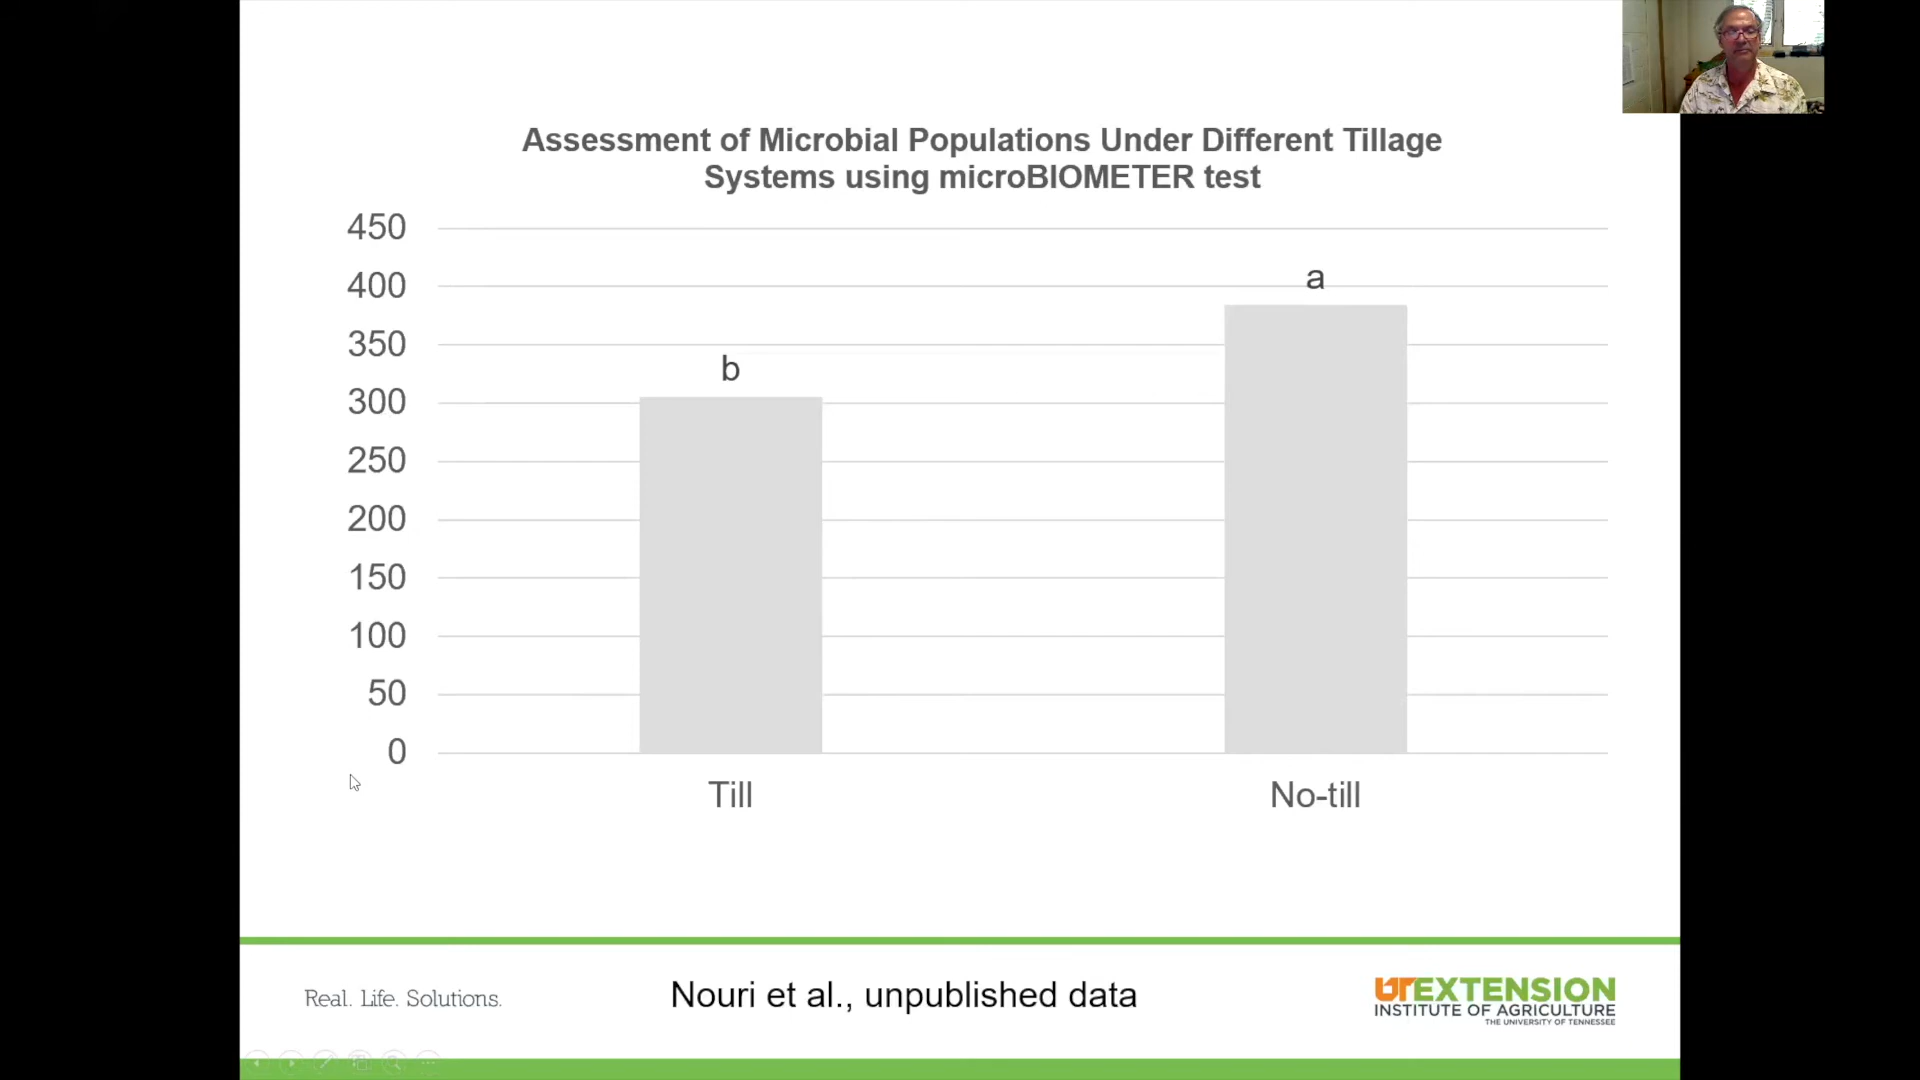 Assessment of Microbial Populations Under Different Tillage
Systems using microBIOMETER test
450
400
350
300
250
200
150
100
50
0
b
a
Till
No-till
Real. Life. Solutions.
Nouri et al., unpublished data
UTEXTENSION
INSTITUTE OF AGRICULTURE
THE UNIVERSITY OF TENNESSEE